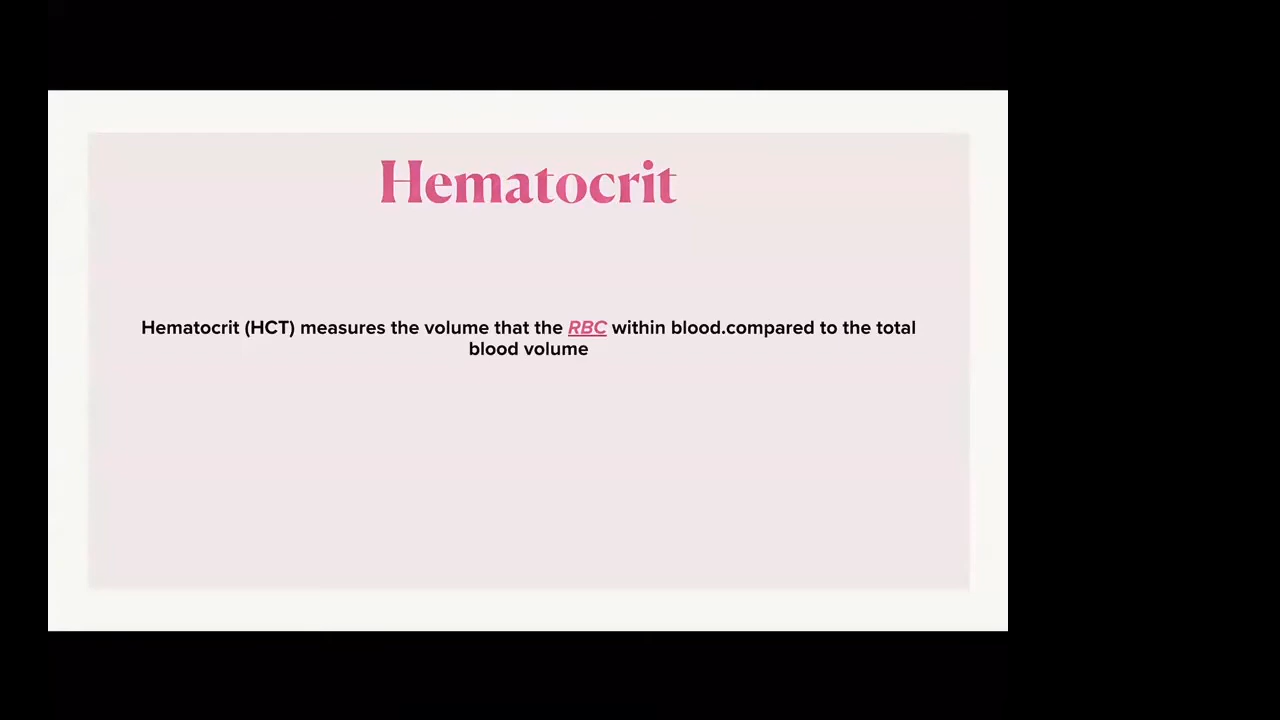 Hematocrit
Hematocrit (HCT) measures the volume that the RBC within blood.compared to the total
blood volume